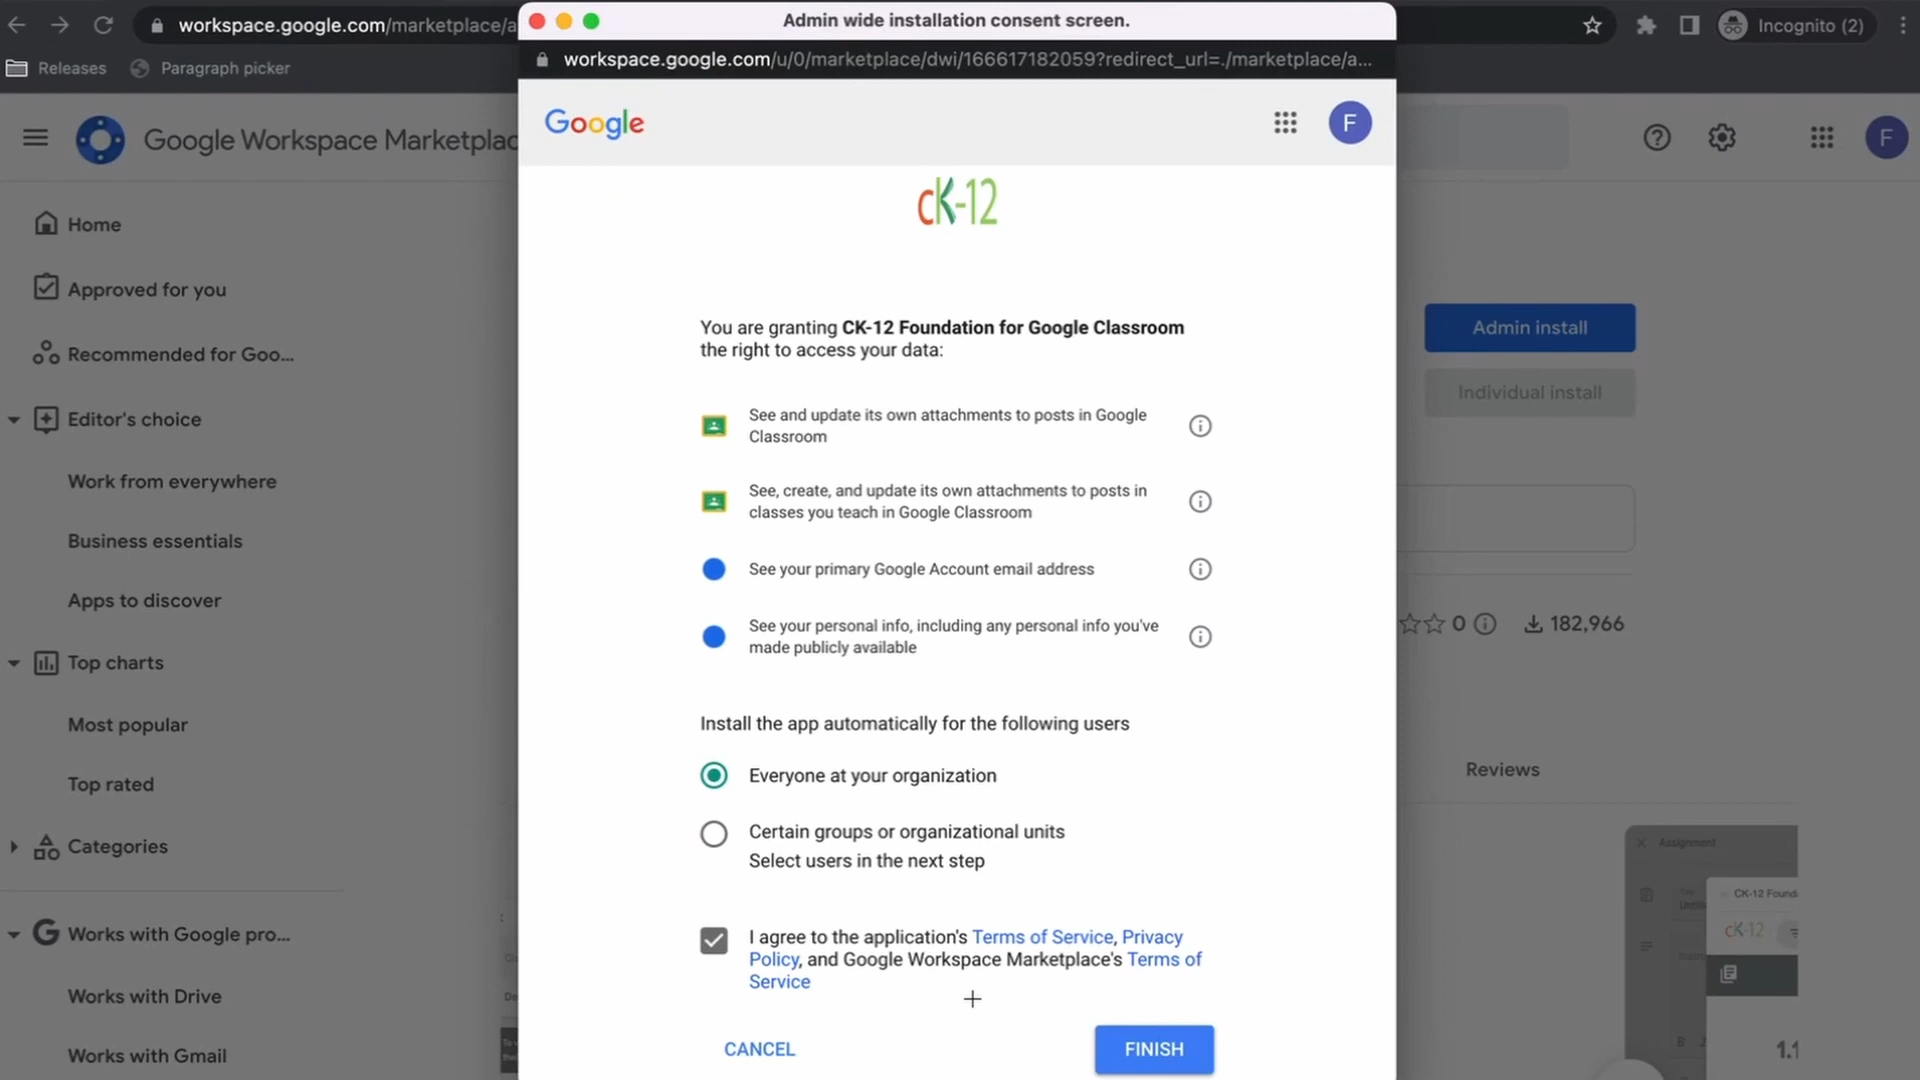 Admin wide installation consent screen.
workspace.google.com/marketplace/a
Incognito (2)
workspace.google.com/u/0/marketplace/dwi/166617182059?redirect_url=./marketplace/a...
Releases
Paragraph picker
Google
F
Google Workspace Marketplac
F
cK-12
Home
Approved for you
Recommended for Goo...
Editor's choice
Work from everywhere
Business essentials
Apps to discover
Top charts
Most popular
Top rated
Categories
Works with Google pro...
Works with Drive
Works with Gmail
You are granting CK-12 Foundation for Google Classroom
the right to access your data:
See and update its own attachments to posts in Google
Classroom
See, create, and update its own attachments to posts in
classes you teach in Google Classroom
See your primary Google Account email address
See your personal info, including any personal info you've
made publicly available
Install the app automatically for the following users
Everyone at your organization
Certain groups or organizational units
Select users in the next step
I agree to the application's Terms of Service, Privacy
Policy, and Google Workspace Marketplace's Terms of
Service
CANCEL
FINISH
Admin install
Individual install
0
182,966
Reviews
Assignment
CK-12 Found
cK-12
1.1